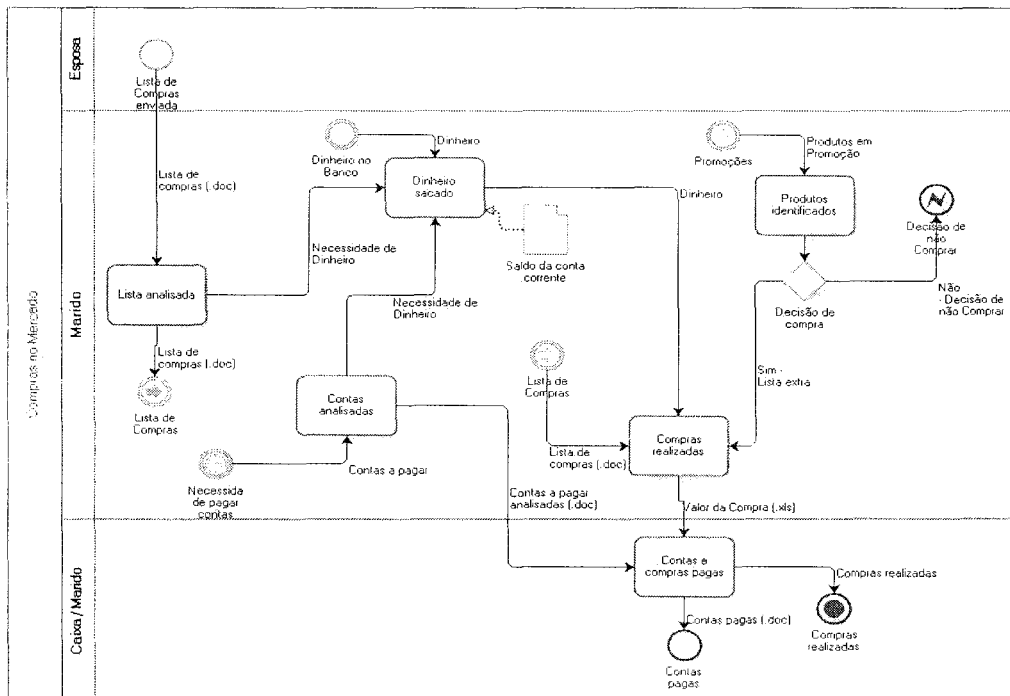 Compras no Mercado
Esposa
Lista de
Compras
enviada
Marido
Lista de
compras (.doc)
Lista analisada
Lista de
compras (.doc)
Lista de
Compras
Necessida
de pagar
contas
Contas a pagar
Contas
analisadas
Necessidade de
Dinheiro
Necessidade de
Dinheiro
Dinheiro no
Banco
Dinheiro
Dinheiro
sacado
Saldo da conta
corrente
Dinheiro
Promoções
Produtos em
Promoção
Produtos
identificados
Decisão de
compra
Decisão de
não
Comprar
Não
- Decisão de
não Comprar
Sim -
Lista extra
Lista de
Compras
Lista de
compras (.doc)
Compras
realizadas
Contas a pagar
analisadas (.doc)
Valor da Compra (.xls)
Caixa / Marido
Contas e
compras pagas
Compras realizadas
Compras
realizadas
Contas pagas (.doc)
Contas
pagas